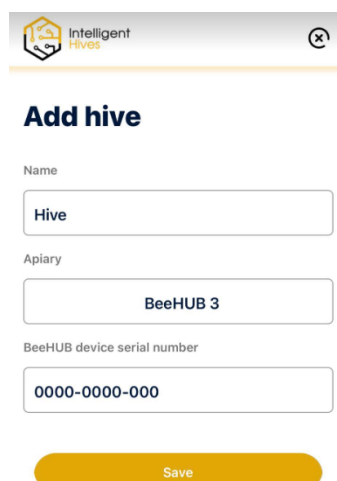 Intelligent
Hives
Add hive
Name
Hive
Apiary
BeeHUB 3
BeeHUB device serial number
0000-0000-000
Save